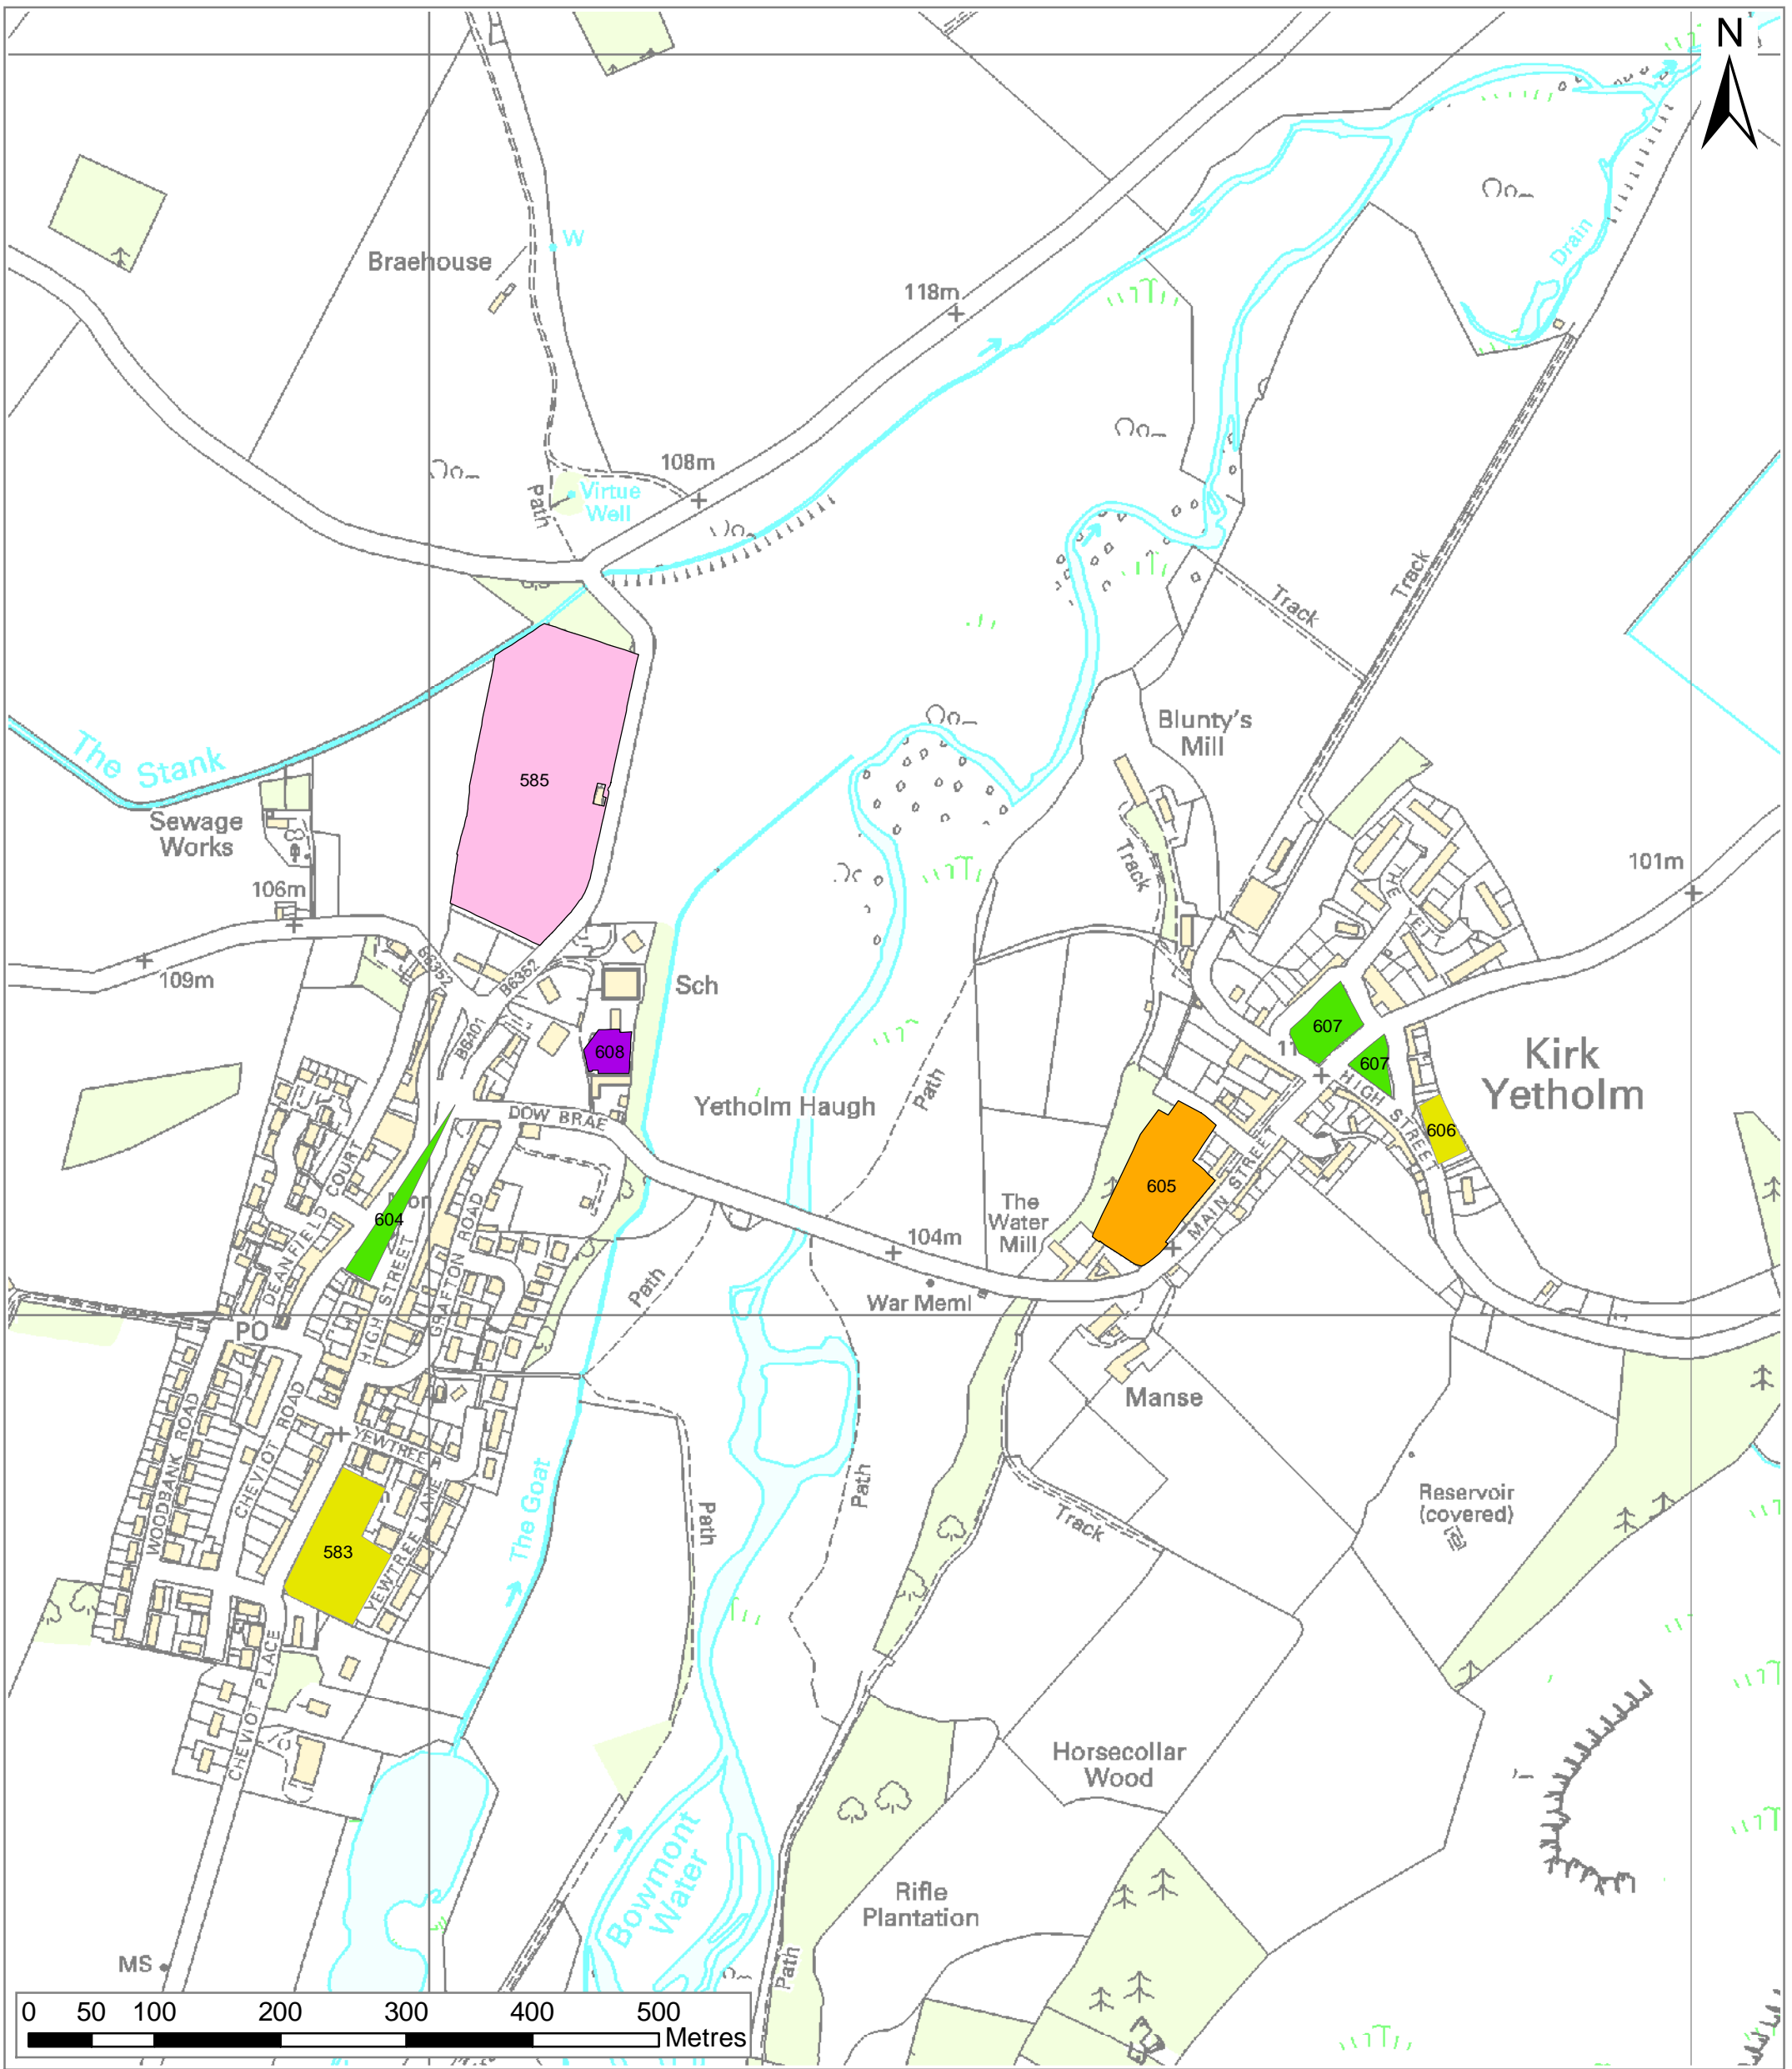 N
W
Braehouse
118m
Drain
108m
Virtue
Well
Path
Track
Track
The Stank
585
Blunty's
Mill
Sewage
Works
106m
Track
101m
B6352
B6352
109m
Sch
B6401
608
607
607
Kirk
Yetholm
HIGH STREET
606
DOW BRAE
Yetholm Haugh
Path
DEANFIELD COURT
604
HIGH STREET
GRAFTON ROAD
605
MAIN STREET
The
Water
Mill
104m
War Meml
Path
PO
WOODBANK ROAD
CHEVIOT ROAD
Manse
YEWTREE
583
YEWTREE LANE
The Goat
Path
Path
Track
Reservoir
(covered)
CHEVIOT PLACE
Horsecollar
Wood
Bowmont
Water
Rifle
Plantation
Path
MS
0 50 100 200 300 400 500
Metres